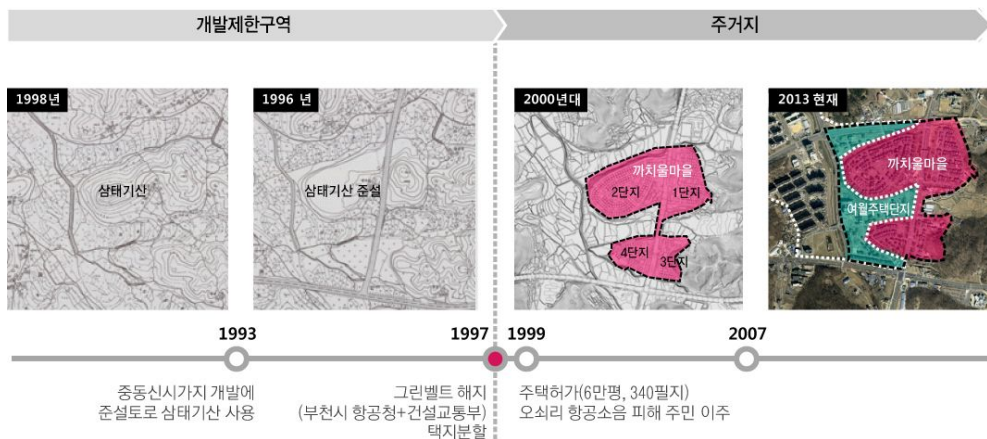 개발제한구역
주거지
1998년
1996 년
2000년대
2013 현재
삼태기산
삼태기산 준설
까치울마을
2단지
1단지
4단지
3단지
까치울마을
여월주택단지
1993
1997
1999
2007
중동신시가지 개발에
준설토로 삼태기산 사용
그린벨트 해지
(부천시 항공청+건설교통부)
택지분할
주택허가(6만평, 340필지)
오쇠리 항공소음 피해 주민 이주